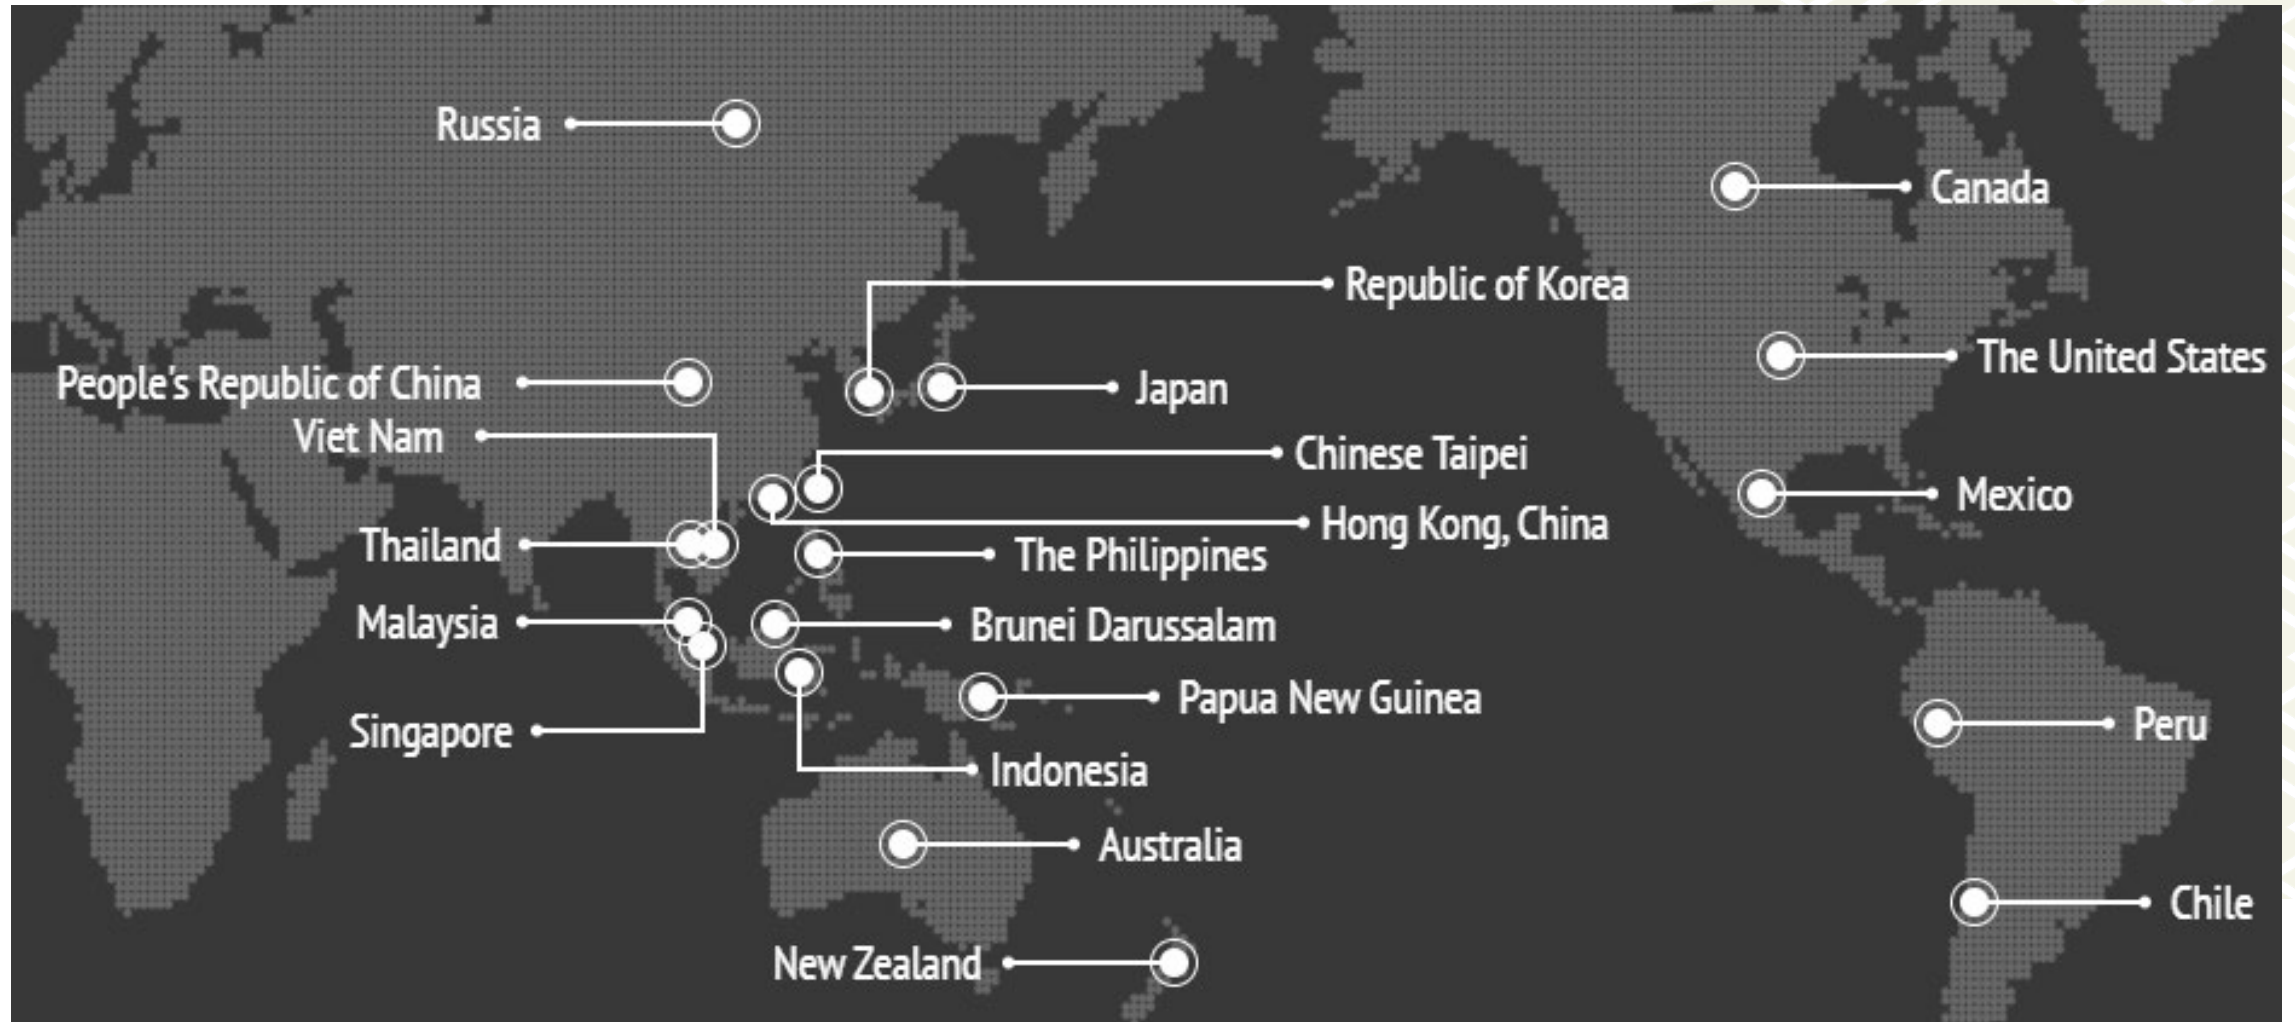 Russia
Canada
Republic of Korea
The United States
People's Republic of China
Japan
Viet Nam
Chinese Taipei
Mexico
Hong Kong, China
Thailand
The Philippines
Malaysia
Brunei Darussalam
Papua New Guinea
Peru
Singapore
Indonesia
Australia
Chile
New Zealand